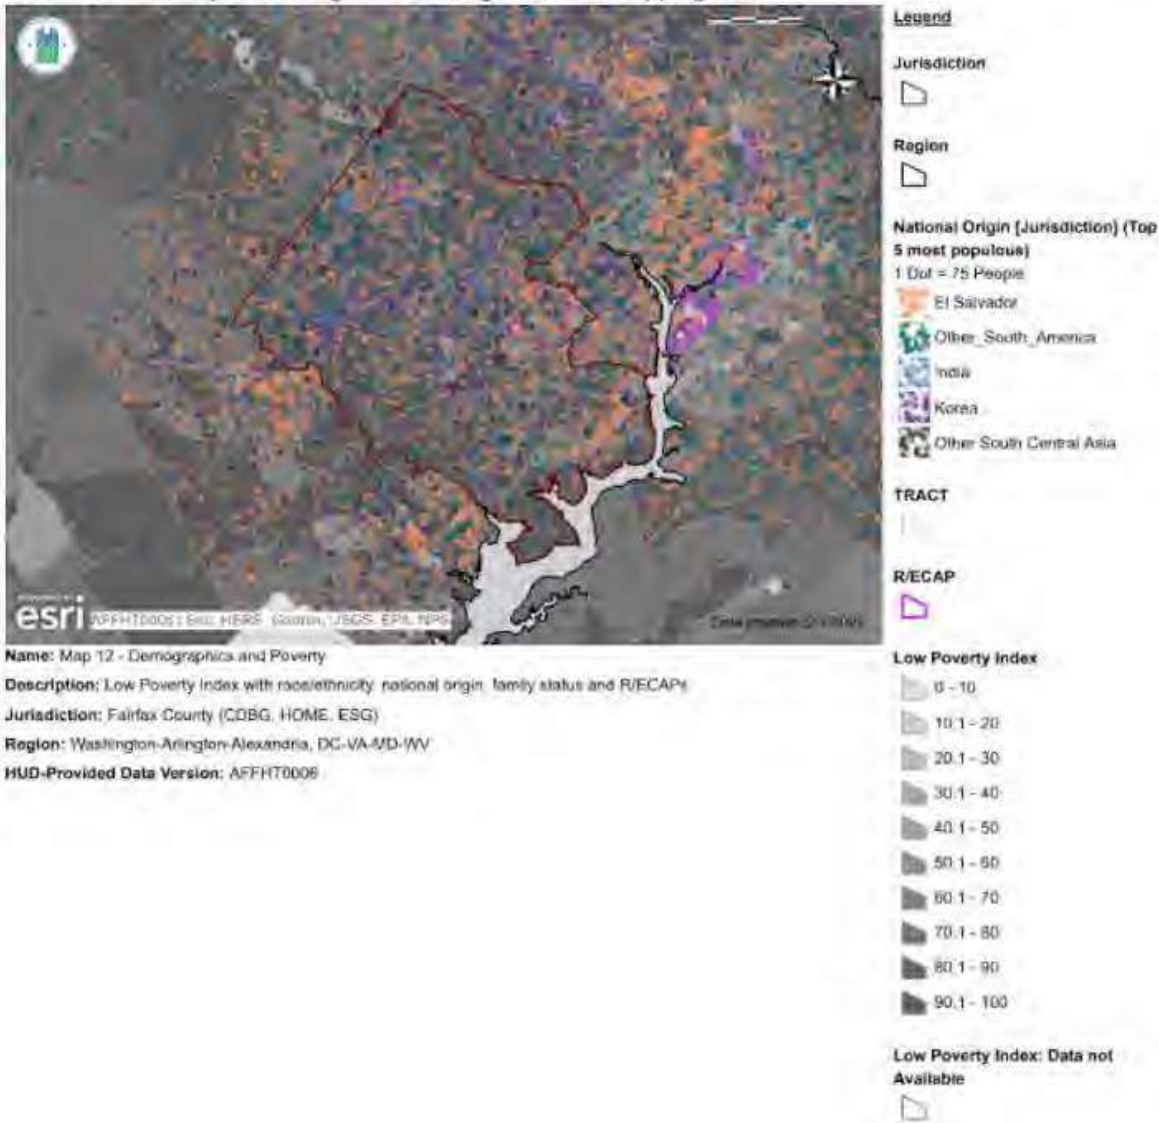 Legend
Jurisdiction
Region
National Origin [Jurisdiction] (Top
5 most populous)
1 Dot = 75 People
El Salvador
Other_South_America
India
Korea
Other South Central Asia
TRACT
R/ECAP
Low Poverty Index
0 - 10
10.1 - 20
20.1 - 30
30.1 - 40
40.1 - 50
50.1 - 60
60.1 - 70
70.1 - 80
80.1 - 90
90.1 - 100
Low Poverty Index: Data not
Available
esri
Name: Map 12 - Demographics and Poverty
Description: Low Poverty Index with race/ethnicity, national origin, family status and R/ECAPs
Jurisdiction: Fairfax County (CDBG, HOME, ESG)
Region: Washington-Arlington-Alexandria, DC-VA-MD-WV
HUD-Provided Data Version: AFFHT0006